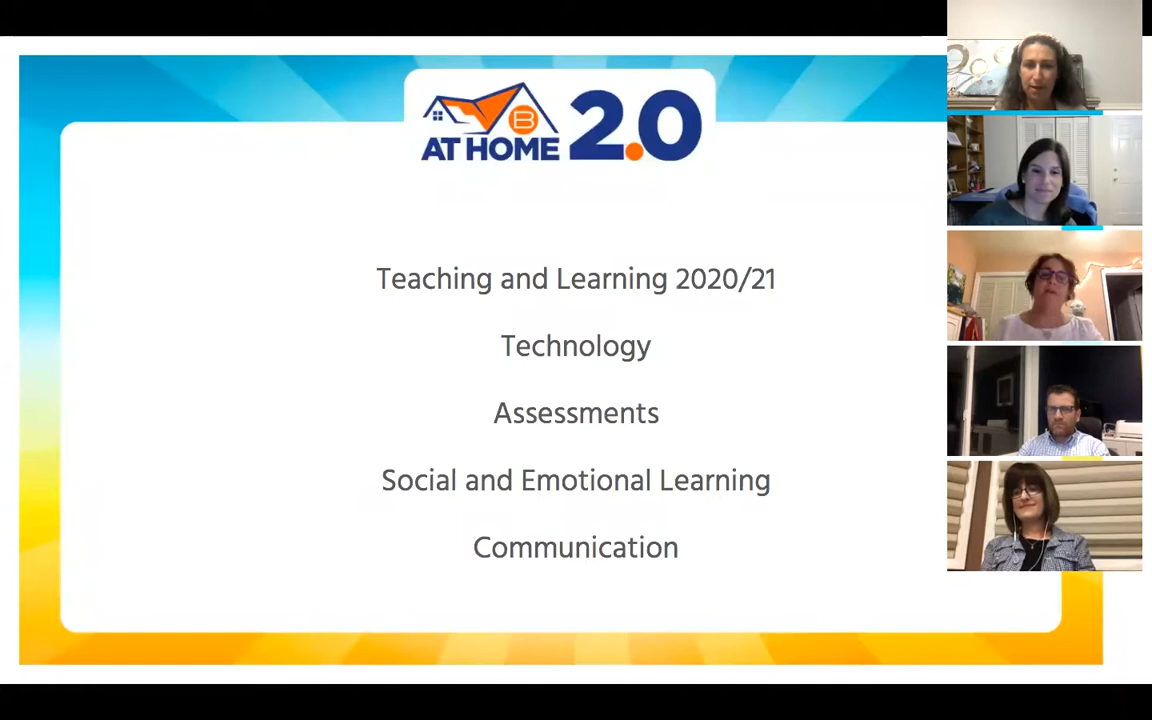 B
AT HOME 2.0
Teaching and Learning 2020/21
Technology
Assessments
Social and Emotional Learning
Communication